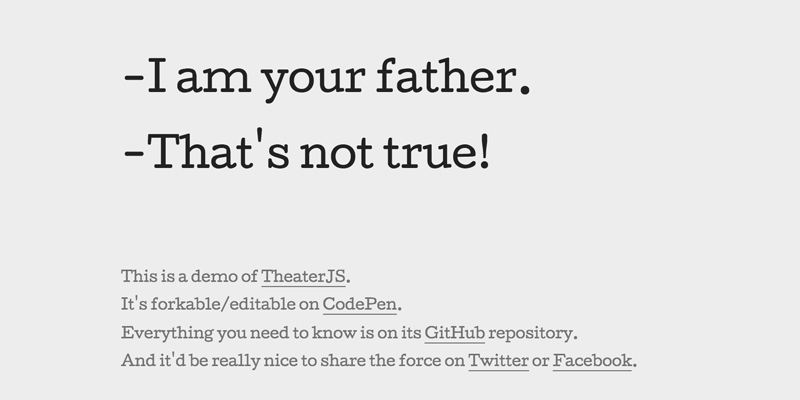 -I am your father.
-That's not true!
This is a demo of TheaterJS.
It's forkable/editable on CodePen.
Everything you need to know is on its GitHub repository.
And it'd be really nice to share the force on Twitter or Facebook.